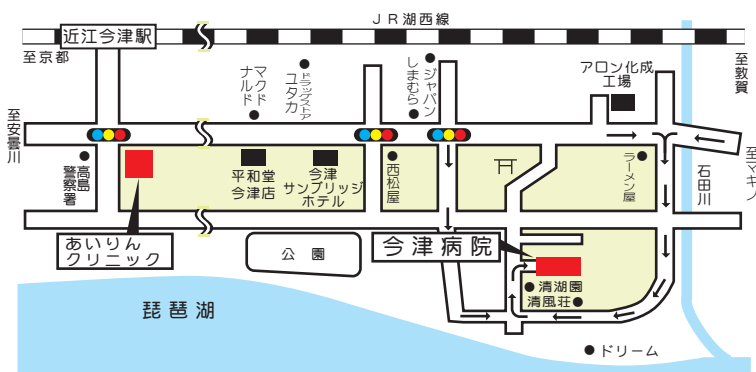 JR湖西線
近江今津駅
至京都
至敦賀
マクド
ナルド
ドラッグストア
ユタカ
ジャパン
しまむら
アロン化成
工場
至安曇川
至マキノ
高島
警察署
平和堂
今津店
今津
サンブリッジ
ホテル
西松屋
ラーメン屋
石田川
あいりん
クリニック
公園
今津病院
清湖園
清風荘
琵琶湖
ドリーム